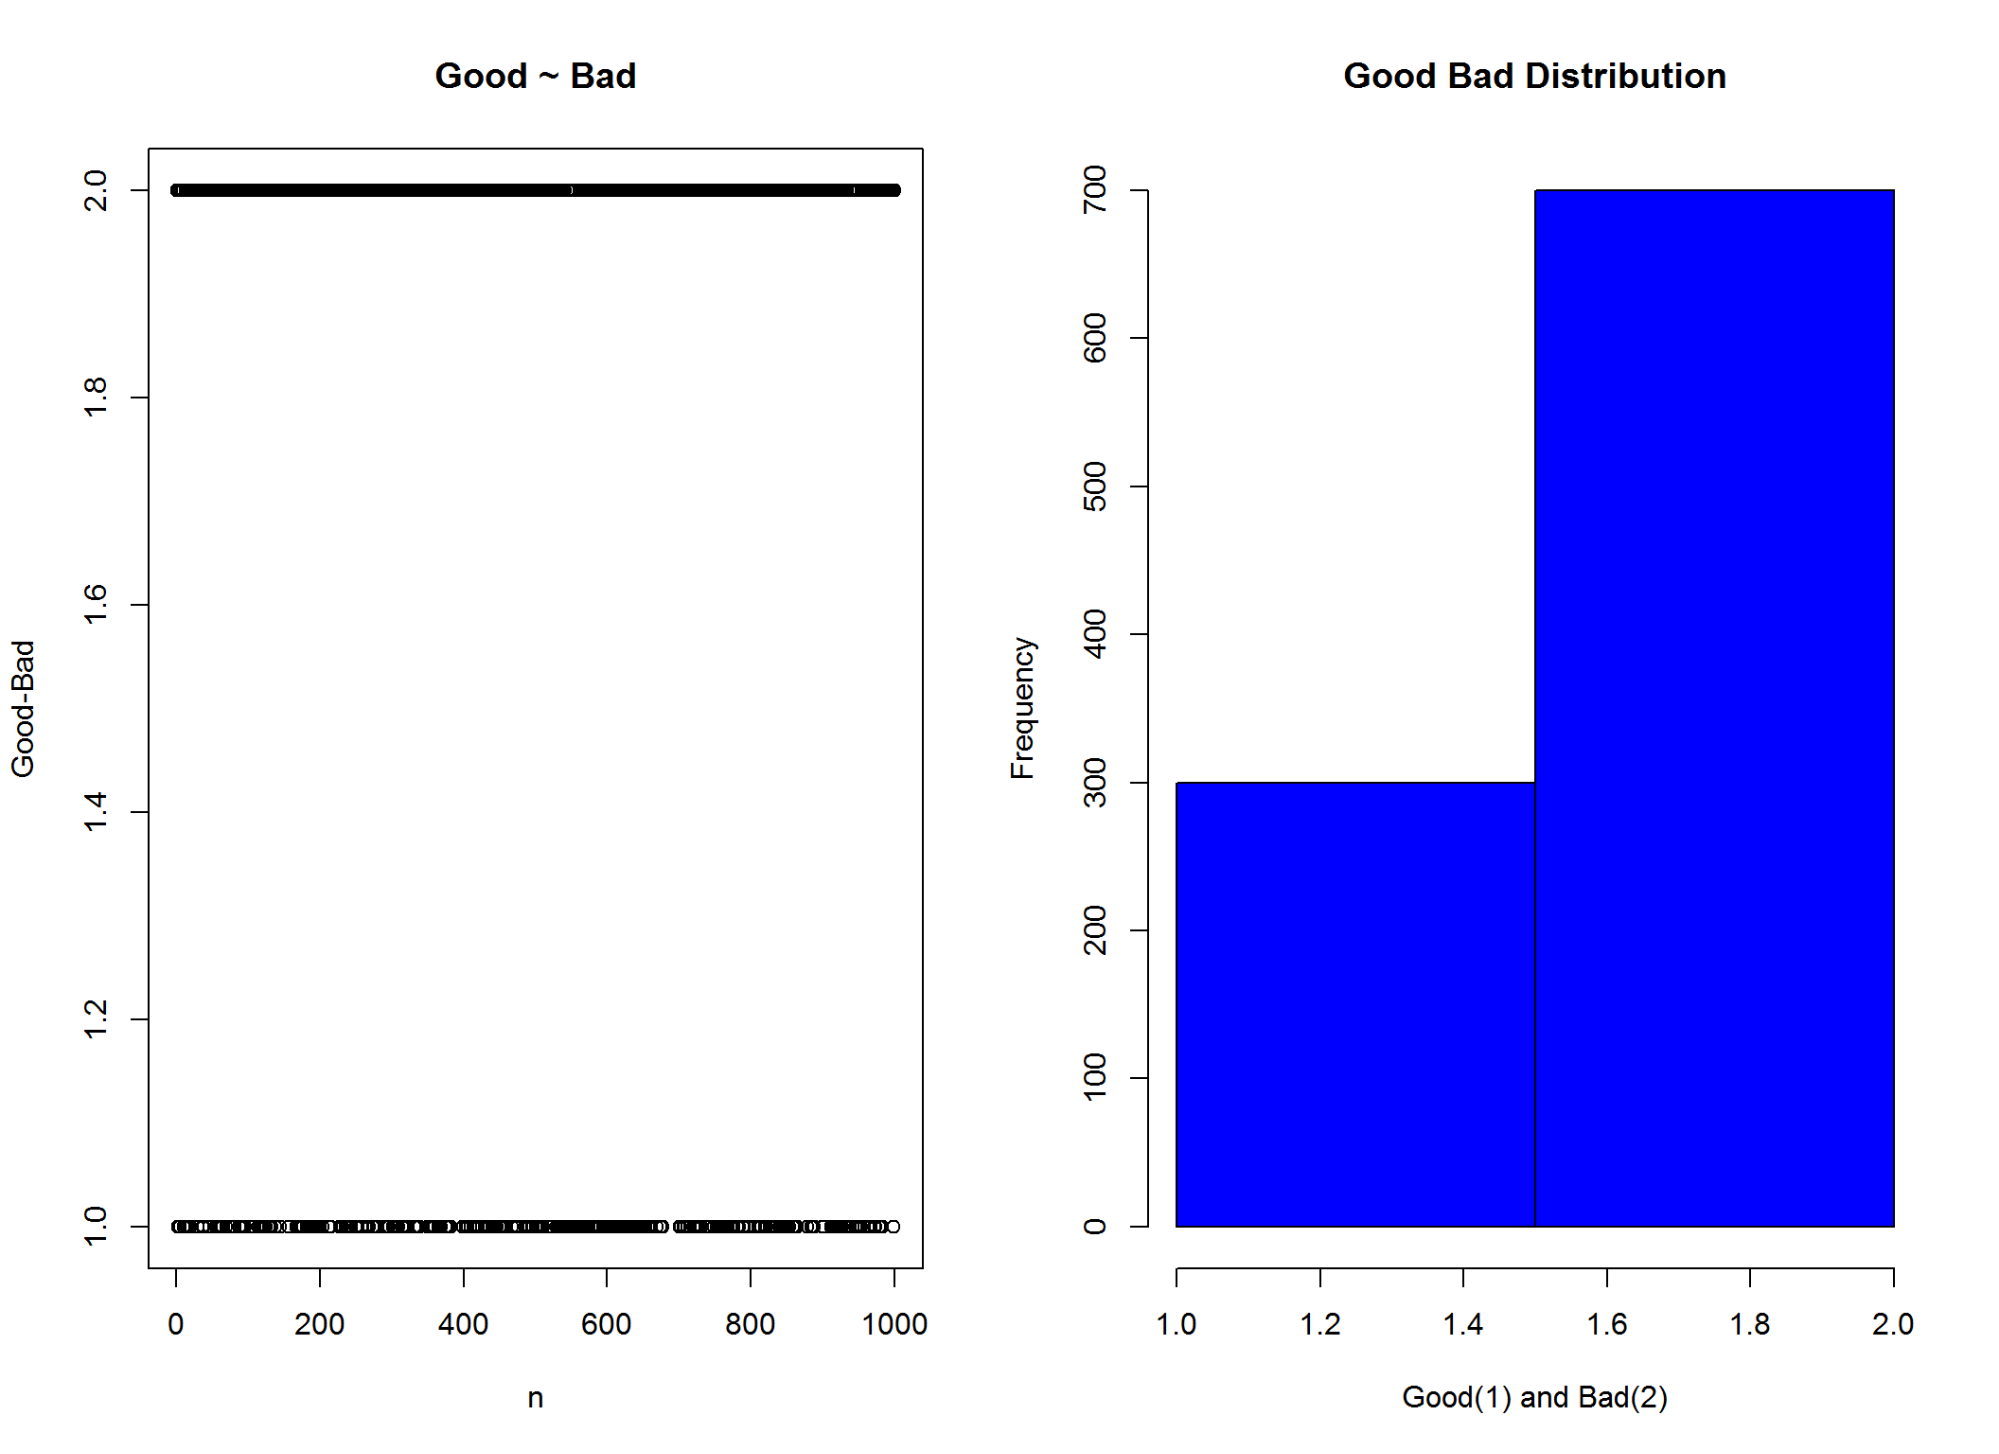 Good ~ Bad
Good-Bad
2.0
1.8
1.6
1.4
1.2
1.0
0 200 400 600 800 1000
n
Good Bad Distribution
Frequency
700
600
500
400
300
200
100
0
1.0 1.2 1.4 1.6 1.8 2.0
Good(1) and Bad(2)